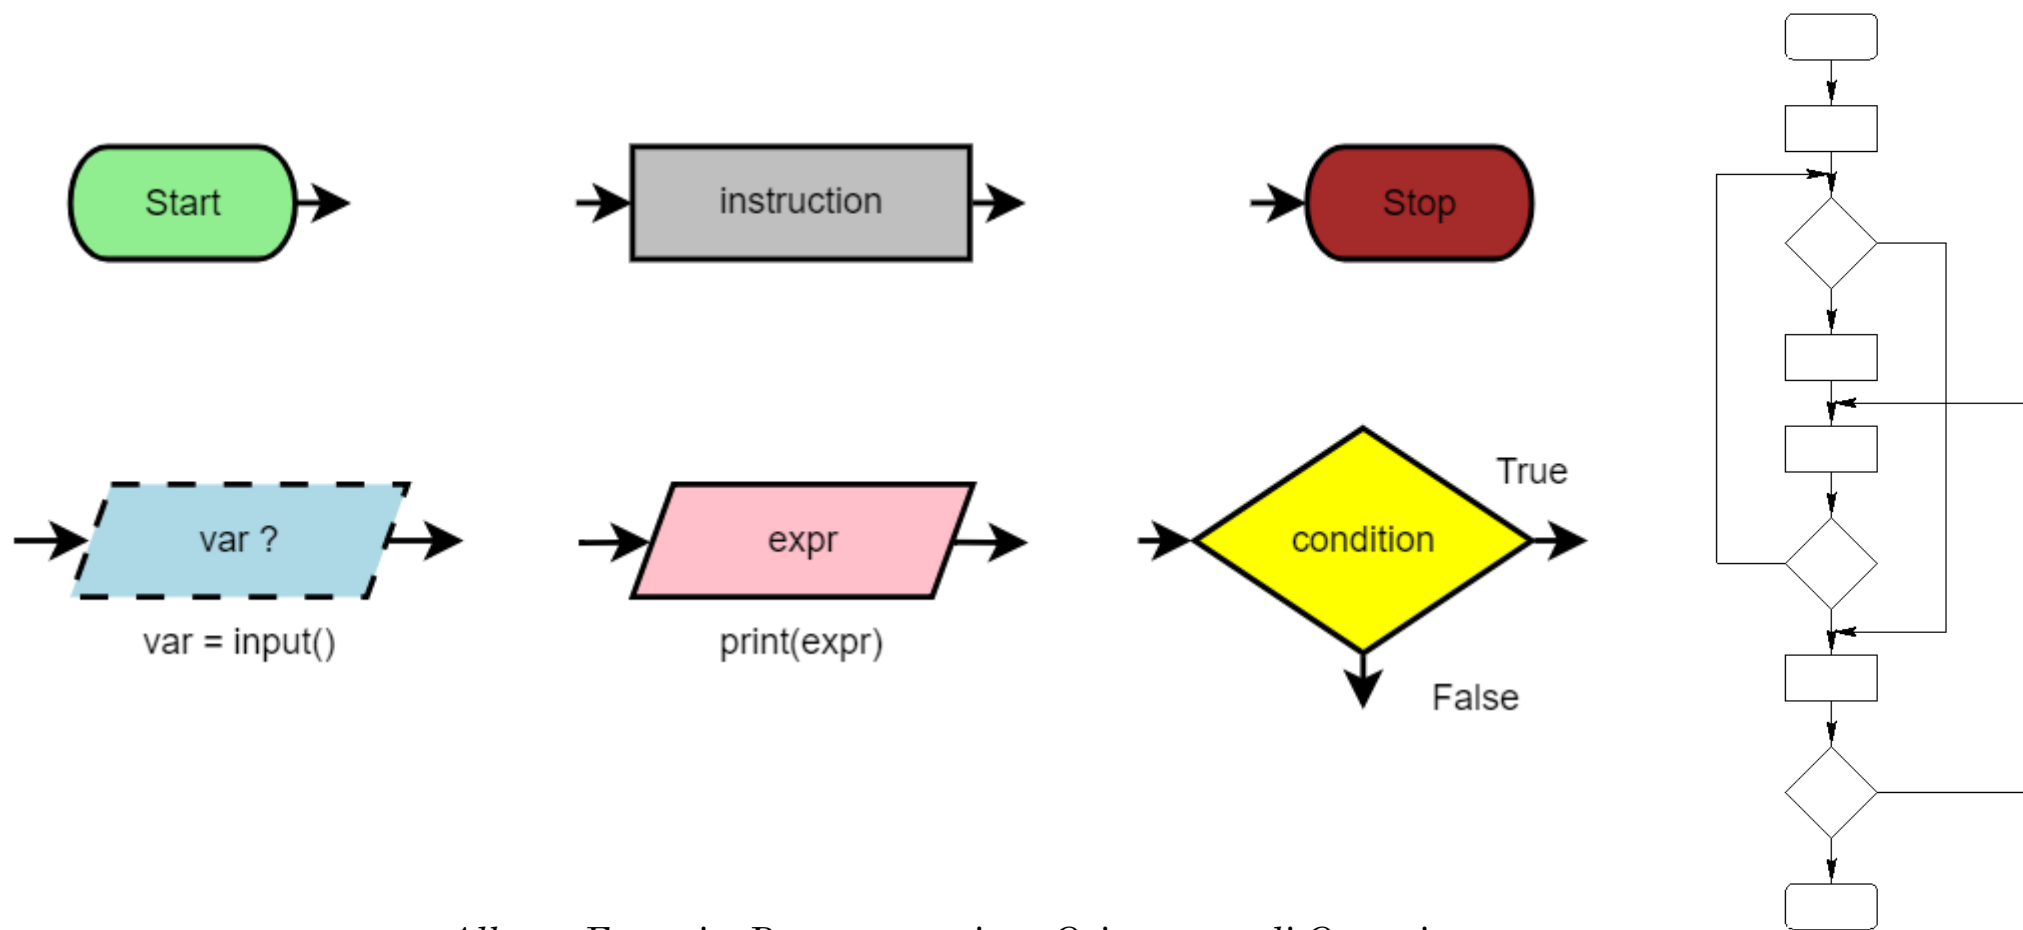 Start
instruction
Stop
var ?
expr
condition
True
False
var = input()
print(expr)